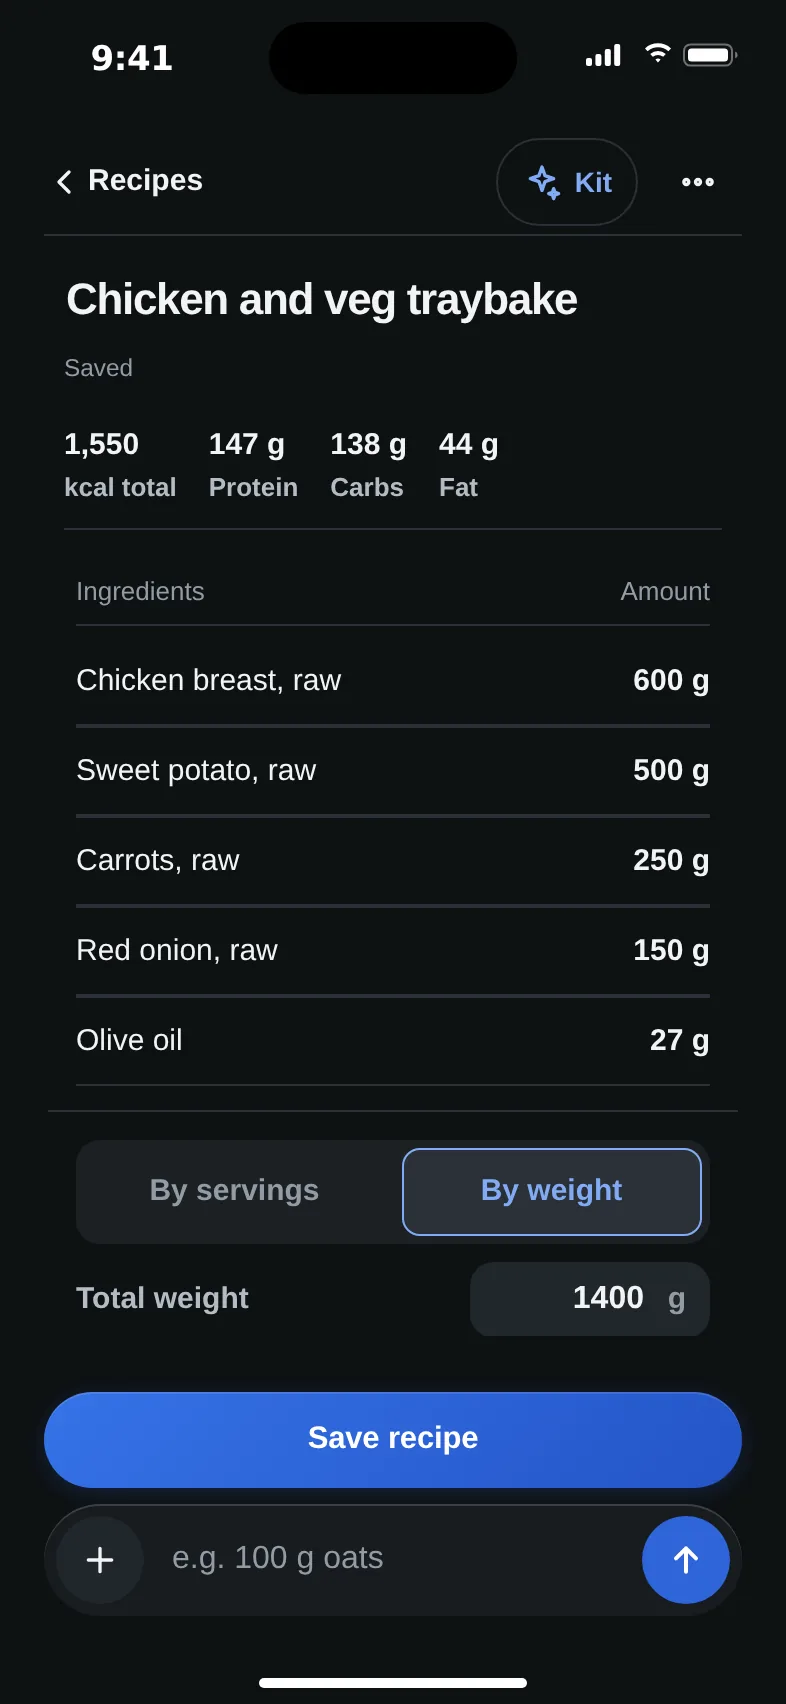 9:41
Recipes
Kit
Chicken and veg traybake
Saved
1,550 147 g 138 g 44 g
kcal total Protein Carbs Fat
Ingredients Amount
Chicken breast, raw 600 g
Sweet potato, raw 500 g
Carrots, raw 250 g
Red onion, raw 150 g
Olive oil 27 g
By servings By weight
Total weight 1400 g
Save recipe
e.g. 100 g oats